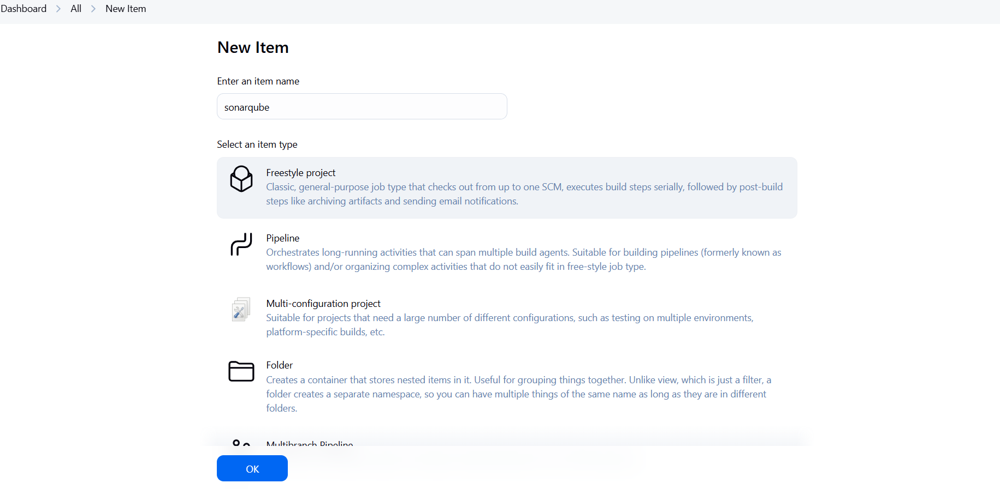 Dashboard > All > New Item
New Item
Enter an item name
sonarqube
Select an item type
Freestyle project
Classic, general-purpose job type that checks out from up to one SCM, executes build steps serially, followed by post-build
steps like archiving artifacts and sending email notifications.
Pipeline
Orchestrates long-running activities that can span multiple build agents. Suitable for building pipelines (formerly known as
workflows) and/or organizing complex activities that do not easily fit in free-style job type.
Multi-configuration project
Suitable for projects that need a large number of different configurations, such as testing on multiple environments,
platform-specific builds, etc.
Folder
Creates a container that stores nested items in it. Useful for grouping things together. Unlike view, which is just a filter, a
folder creates a separate namespace, so you can have multiple things of the same name as long as they are in different
folders.
Multibranch Pipeline
OK